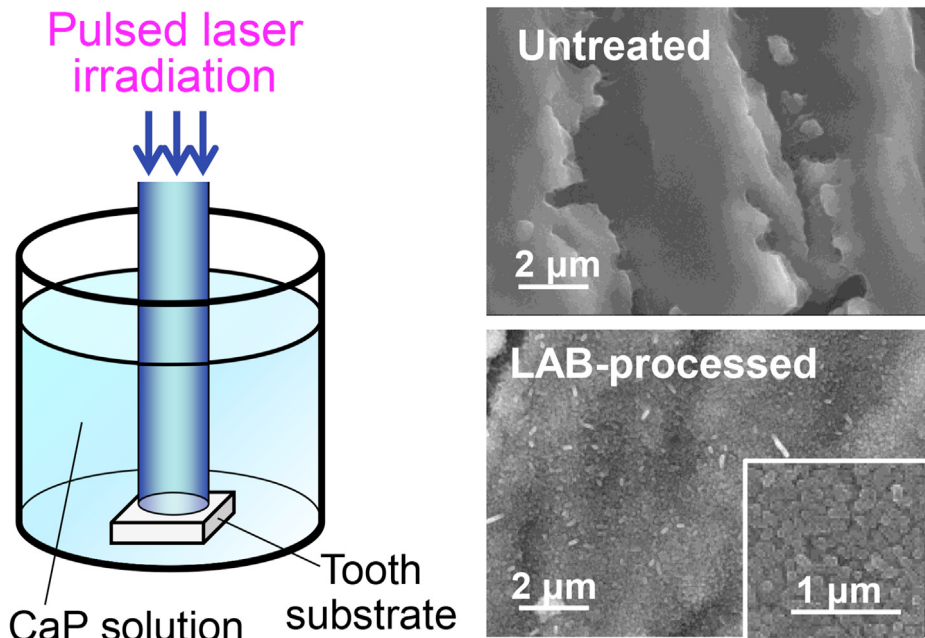 Pulsed laser
irradiation
CaP solution
Tooth
substrate
Untreated
2 µm
LAB-processed
2 µm
1 µm